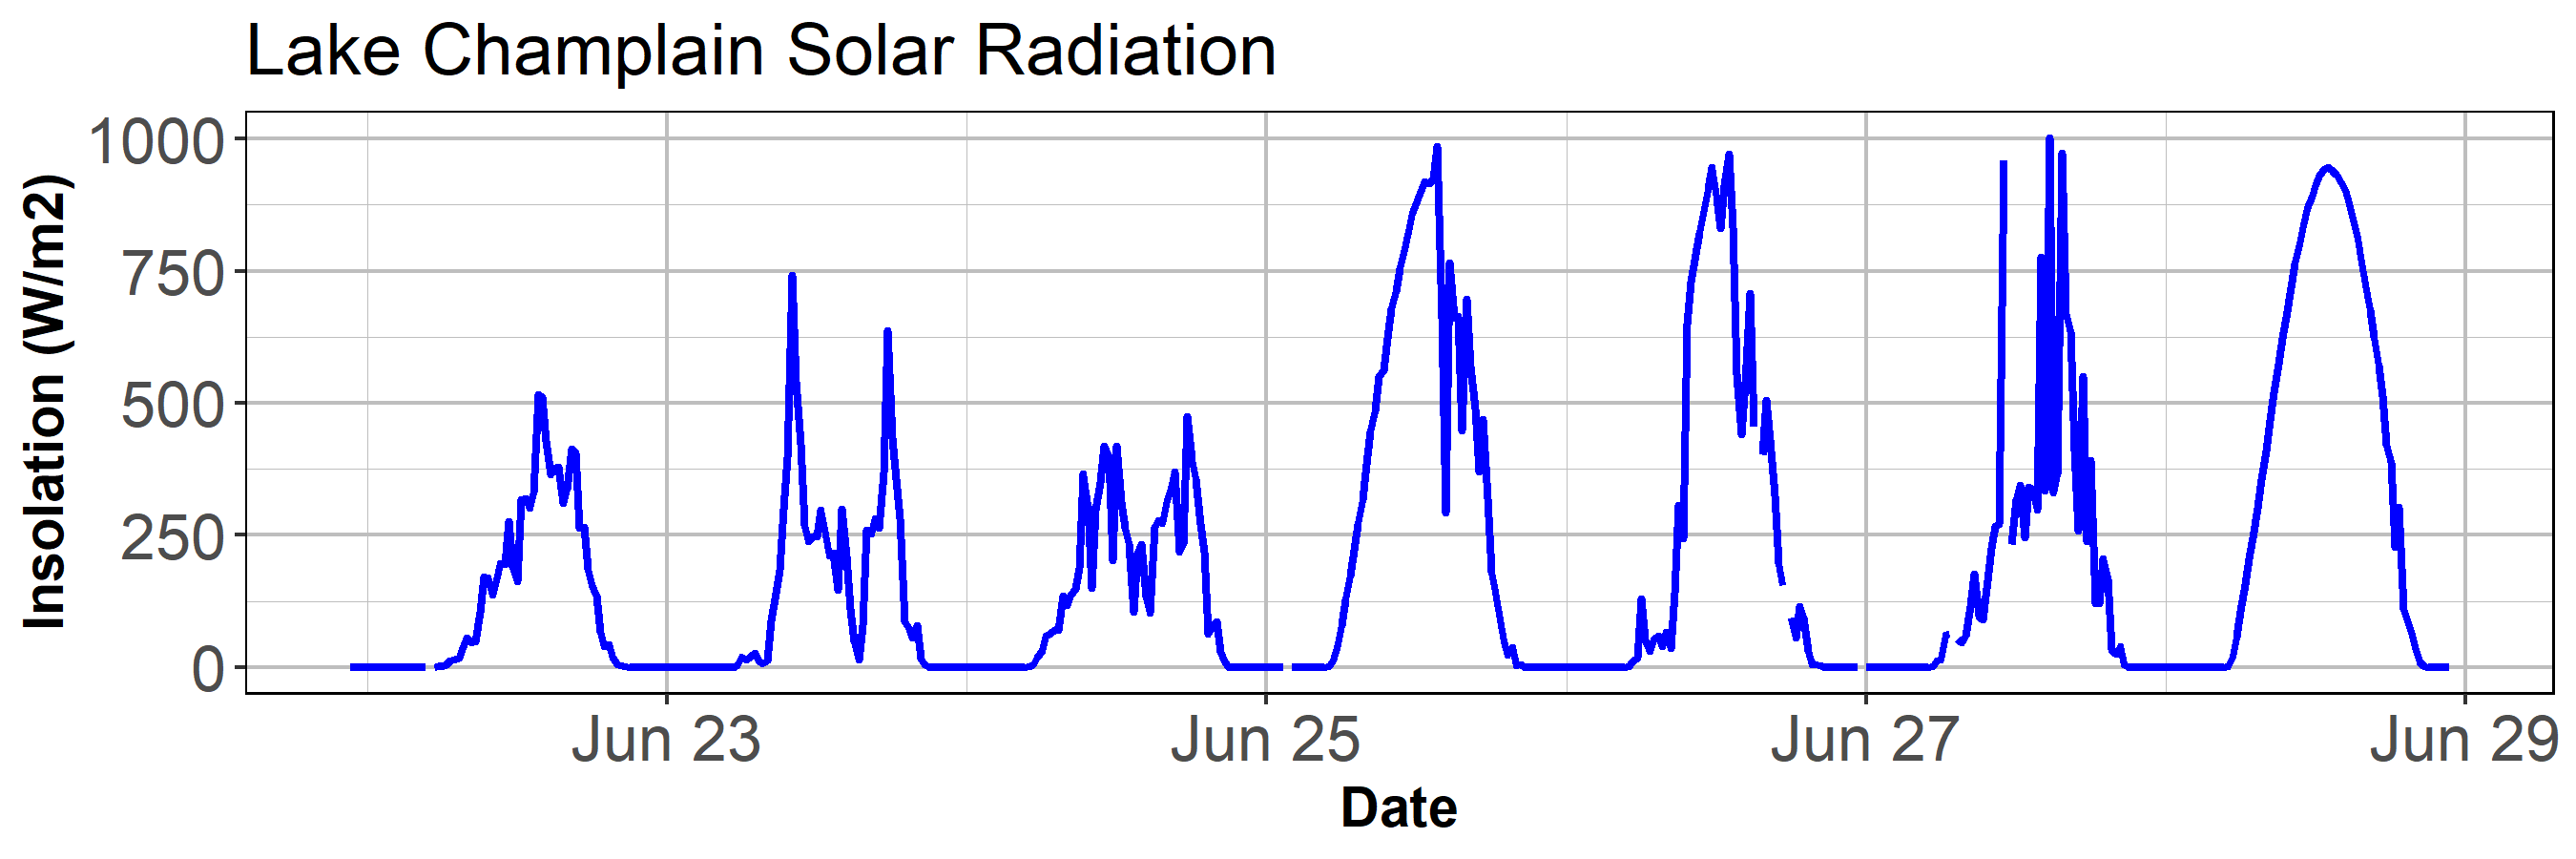 Lake Champlain Solar Radiation
Insolation (W/m2)
1000
750
500
250
0
Jun 23 Jun 25 Jun 27 Jun 29
Date